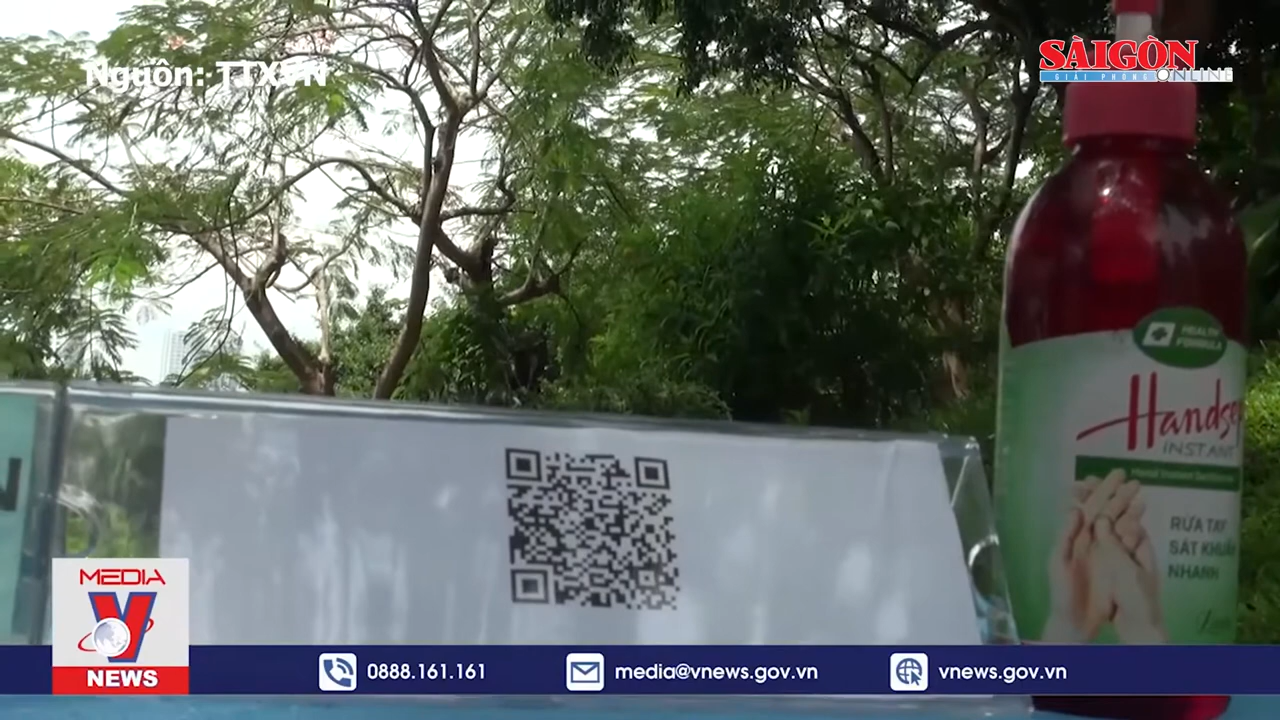 Nguồn: TTXVN
SÀIGÒN
GIẢI PHÓNG ONLINE
HEALTH
FORMULA
Handsep
INSTANT
RỬA TAY
SÁT KHUẨN
NHANH
N
MEDIA
V
NEWS
0888.161.161
media@vnews.gov.vn
vnews.gov.vn